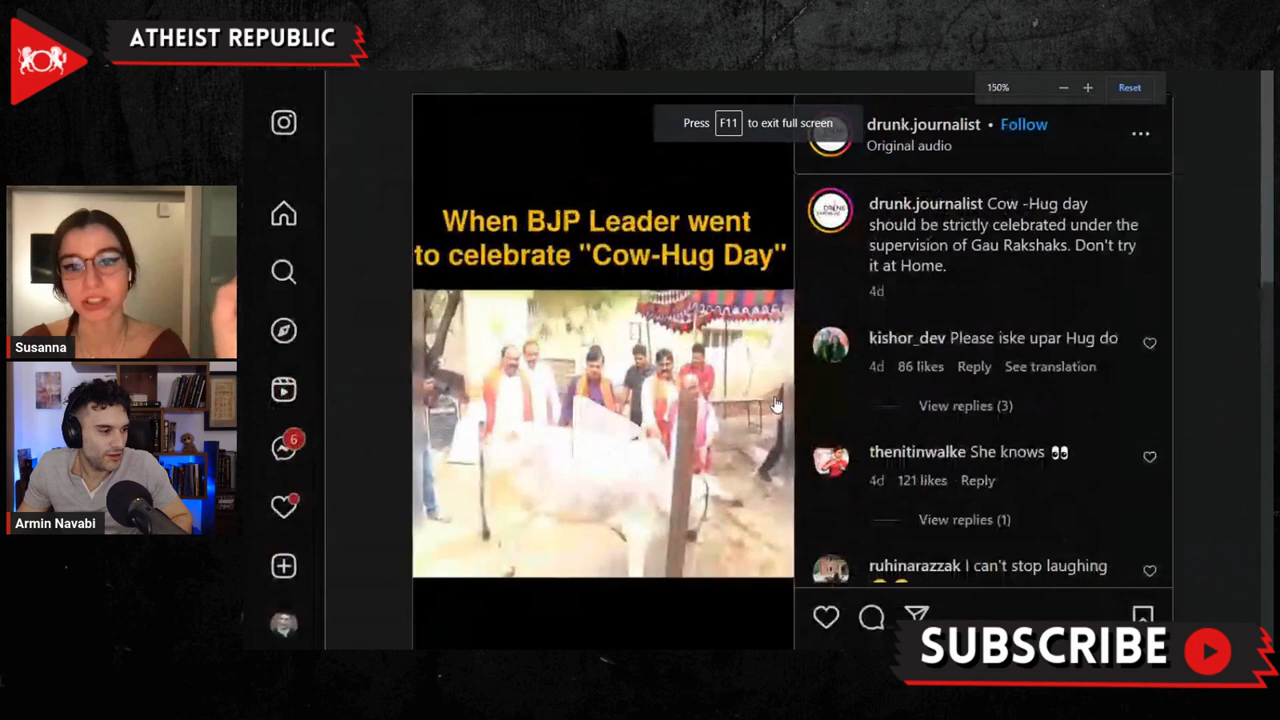 ATHEIST REPUBLIC
150%
Reset
Press F11 to exit full screen
drunk.journalist • Follow
Original audio
drunk.journalist Cow -Hug day
should be strictly celebrated under the
supervision of Gau Rakshaks. Don't try
it at Home.
4d
When BJP Leader went
to celebrate "Cow-Hug Day"
kishor_dev Please iske upar Hug do
4d 86 likes Reply See translation
View replies (3)
thenitinwalke She knows 👀
4d 121 likes Reply
View replies (1)
ruhinarazzak I can't stop laughing
6
Susanna
Armin Navabi
SUBSCRIBE